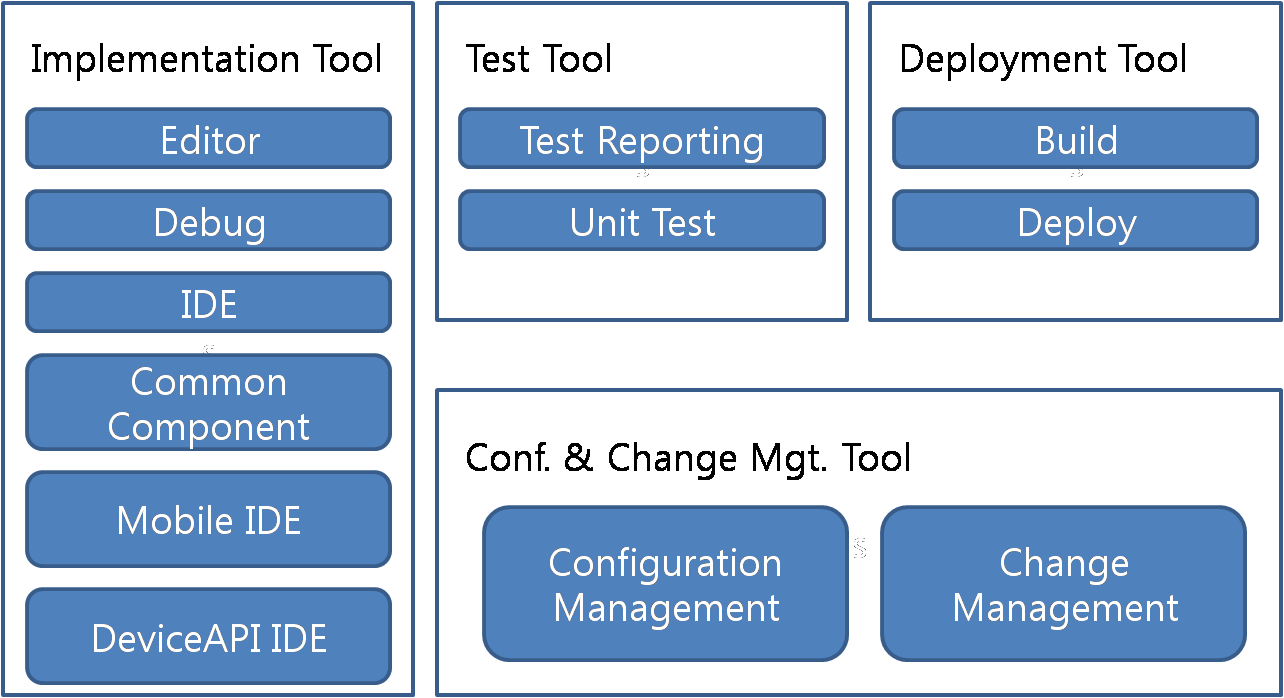 Implementation Tool
Editor
Debug
IDE
Common
Component
Mobile IDE
DeviceAPI IDE
Test Tool
Test Reporting
Unit Test
Deployment Tool
Build
Deploy
Conf. & Change Mgt. Tool
Configuration
Management
Change
Management